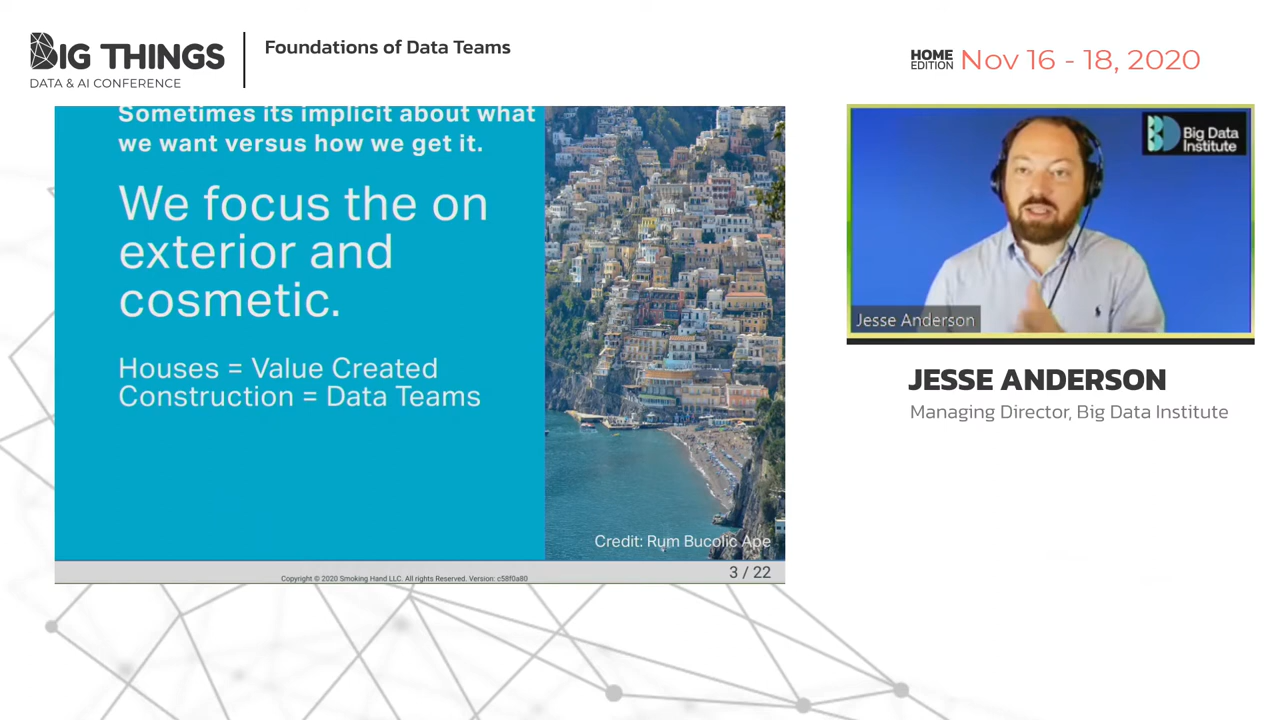 BIG THINGS
DATA & AI CONFERENCE
Foundations of Data Teams
HOME
EDITION
Nov 16 - 18, 2020
Sometimes its implicit about what
we want versus how we get it.
We focus the on
exterior and
cosmetic.
Houses = Value Created
Construction = Data Teams
Credit: Rum Bucolic Ape
Copyright © 2020 Smoking Hand LLC. All rights Reserved. Version: c58f0a80
3 / 22
Big Data
Institute
Jesse Anderson
JESSE ANDERSON
Managing Director, Big Data Institute